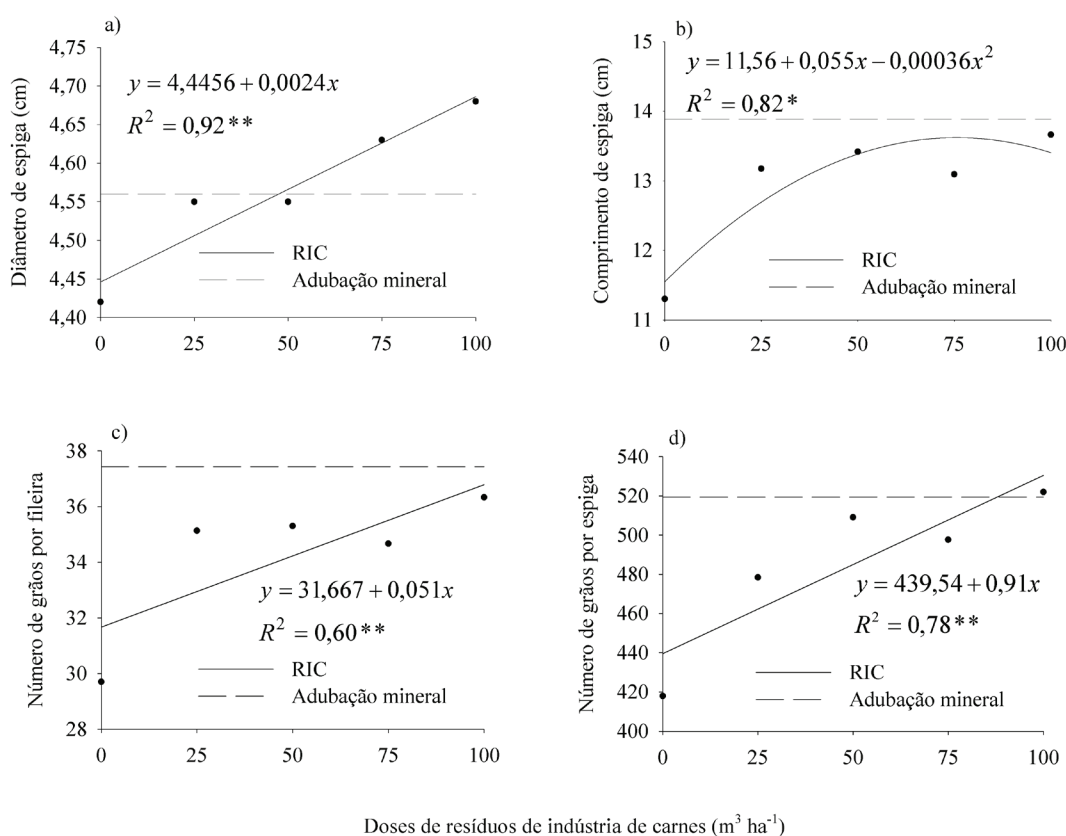 a)
4,75
4,70
4,65
4,60
4,55
4,50
4,45
4,40
Diâmetro de espiga (cm)
y = 4,4456 + 0,0024x
R² = 0,92**
RIC
Adubação mineral
0 25 50 75 100
b)
15
14
13
12
11
Comprimento de espiga (cm)
y = 11,56 + 0,055x − 0,00036x²
R² = 0,82*
RIC
Adubação mineral
0 25 50 75 100
c)
38
36
34
32
30
28
Número de grãos por fileira
y = 31,667 + 0,051x
R² = 0,60**
RIC
Adubação mineral
0 25 50 75 100
d)
540
520
500
480
460
440
420
400
Número de grãos por espiga
y = 439,54 + 0,91x
R² = 0,78**
RIC
Adubação mineral
0 25 50 75 100
Doses de resíduos de indústria de carnes (m³ ha⁻¹)